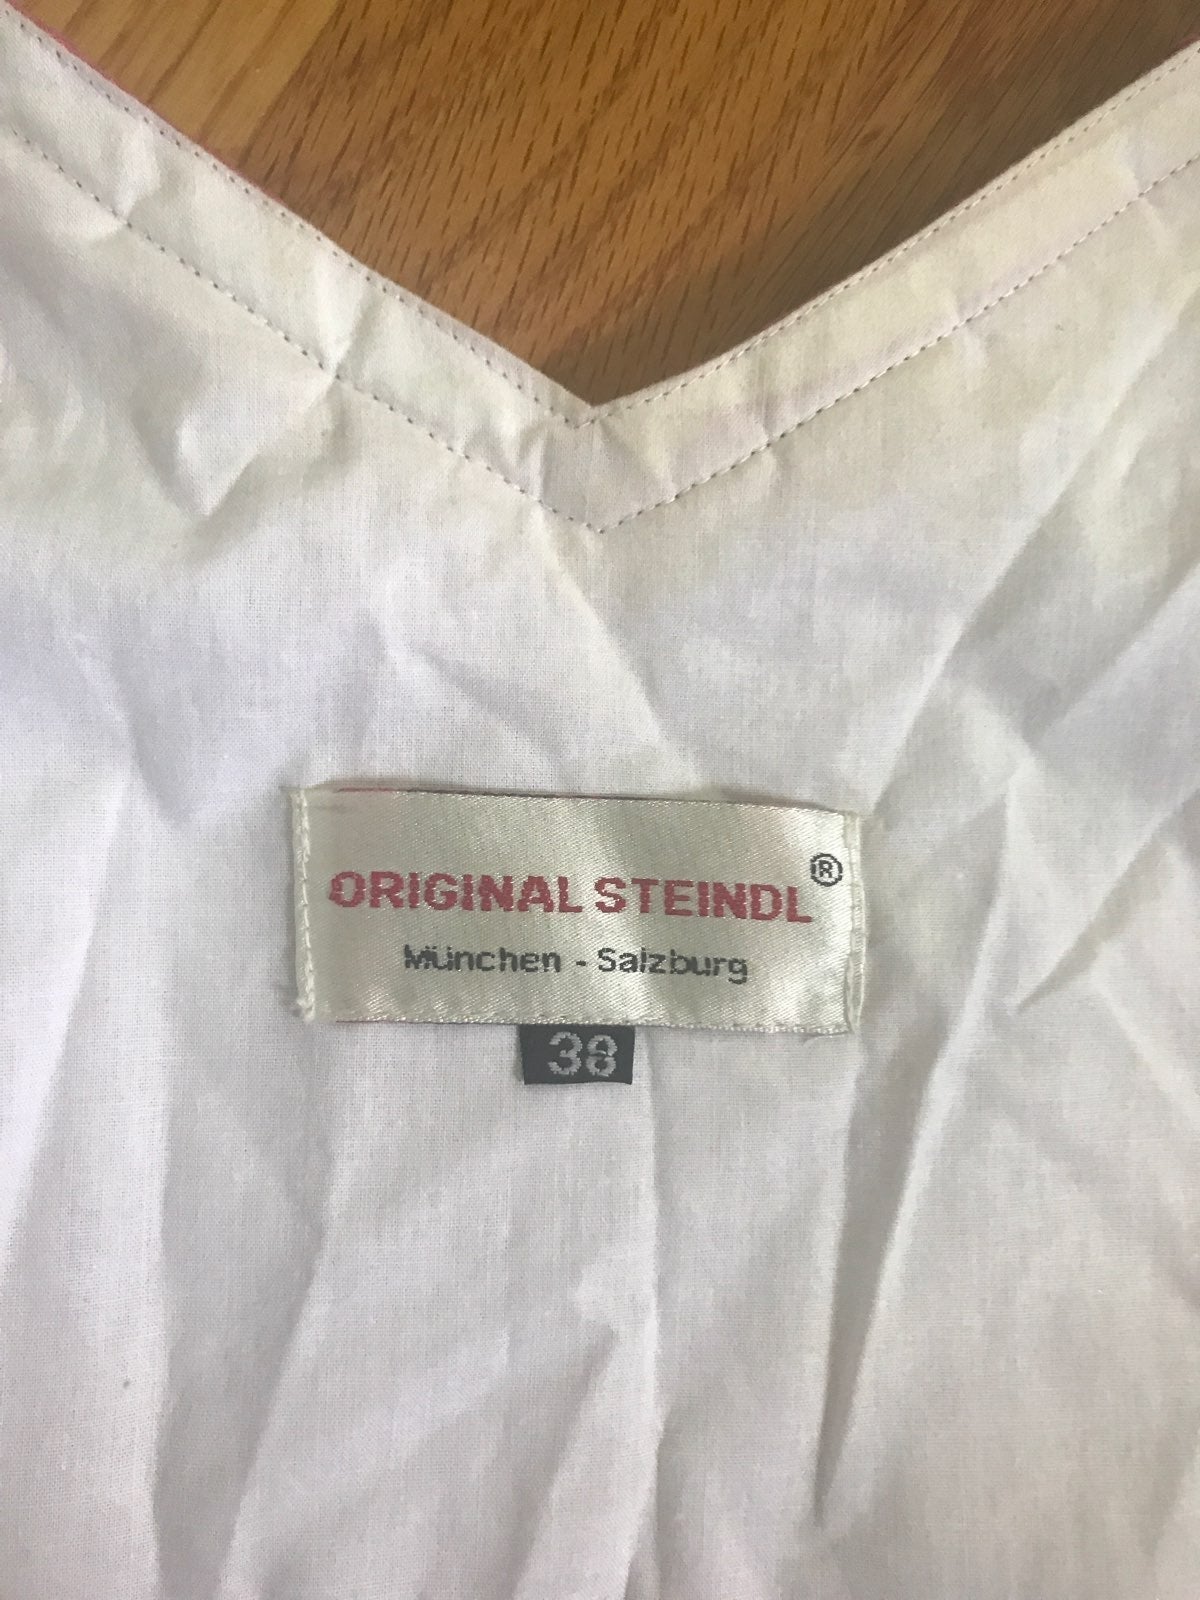 ORIGINAL STEINDL®
München - Salzburg
38